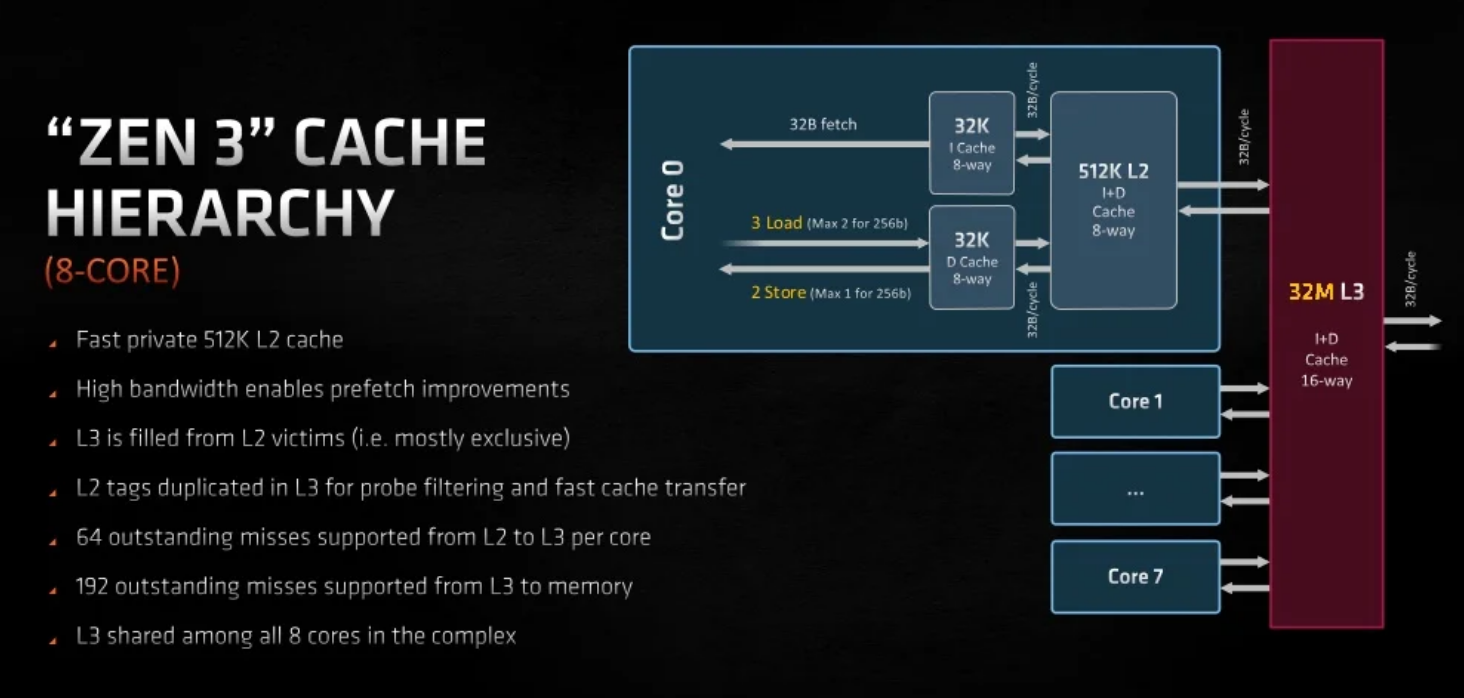 “ZEN 3” CACHE
HIERARCHY
(8-CORE)
Fast private 512K L2 cache
High bandwidth enables prefetch improvements
L3 is filled from L2 victims (i.e. mostly exclusive)
L2 tags duplicated in L3 for probe filtering and fast cache transfer
64 outstanding misses supported from L2 to L3 per core
192 outstanding misses supported from L3 to memory
L3 shared among all 8 cores in the complex
Core 0
32B fetch
32K
I Cache
8-way
32B/cycle
3 Load (Max 2 for 256b)
2 Store (Max 1 for 256b)
32K
D Cache
8-way
32B/cycle
512K L2
I+D
Cache
8-way
32B/cycle
Core 1
...
Core 7
32M L3
I+D
Cache
16-way
32B/cycle